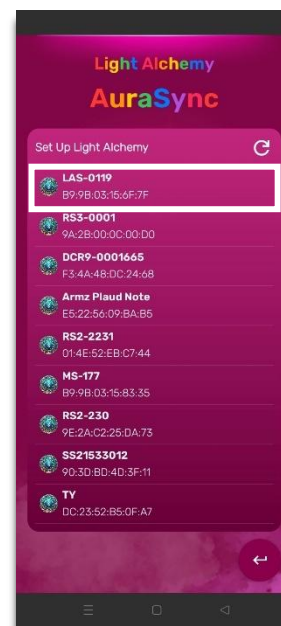 Light Alchemy
AuraSync
Set Up Light Alchemy
LAS-0119
B9:9B:03:15:6F:7F
RS3-0001
9A:2B:00:0C:00:D0
DCR9-0001665
F3:4A:48:DC:24:68
Armz Plaud Note
E5:22:56:09:BA:B5
RS2-2231
01:4E:52:EB:C7:44
MS-177
B9:9B:03:15:83:35
RS2-230
9E:2A:C2:25:DA:73
SS21533012
90:3D:BD:4D:3F:11
TY
DC:23:52:B5:0F:A7